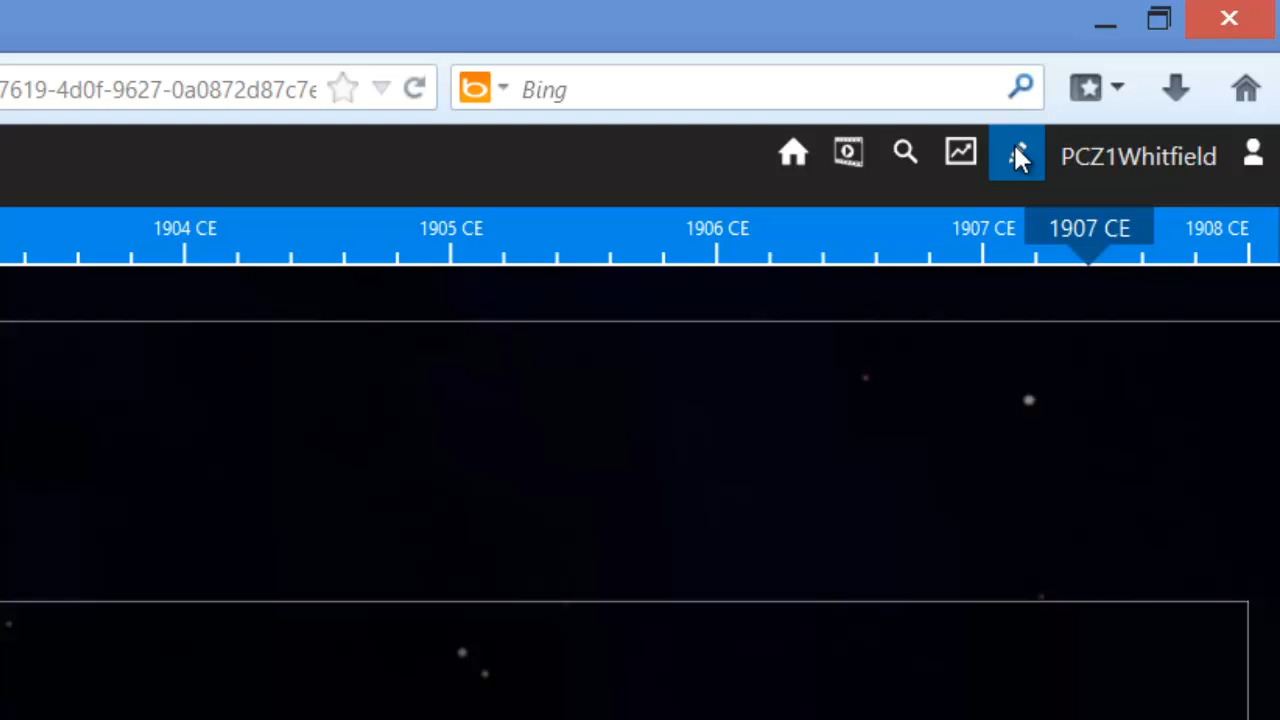 7619-4d0f-9627-0a0872d87c7e
Bing
PCZ1Whitfield
1904 CE
1905 CE
1906 CE
1907 CE
1907 CE
1908 CE